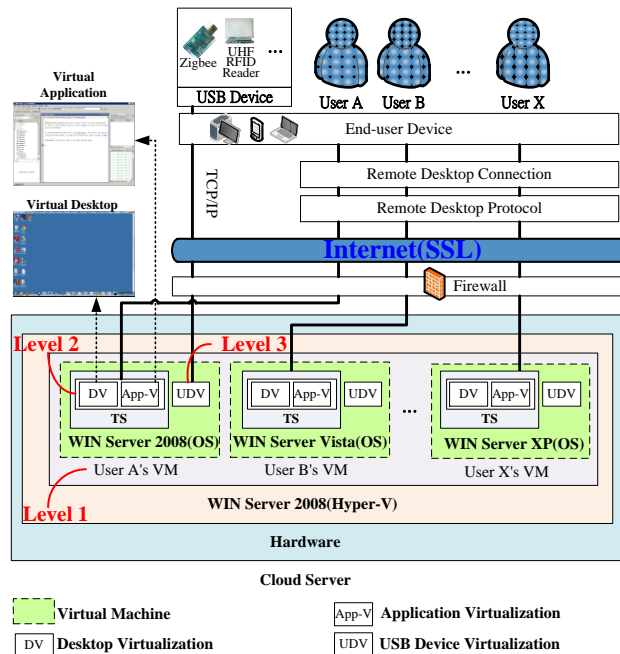 Zigbee
UHF
RFID
Reader
...
USB Device
User A
User B
...
User X
Virtual
Application
Virtual Desktop
End-user Device
TCP/IP
Remote Desktop Connection
Remote Desktop Protocol
Internet(SSL)
Firewall
Level 2
Level 3
DV
App-V
UDV
TS
WIN Server 2008(OS)
User A's VM
DV
App-V
UDV
TS
WIN Server Vista(OS)
User B's VM
...
DV
App-V
UDV
TS
WIN Server XP(OS)
User X's VM
Level 1
WIN Server 2008(Hyper-V)
Hardware
Cloud Server
Virtual Machine
App-V Application Virtualization
DV Desktop Virtualization
UDV USB Device Virtualization